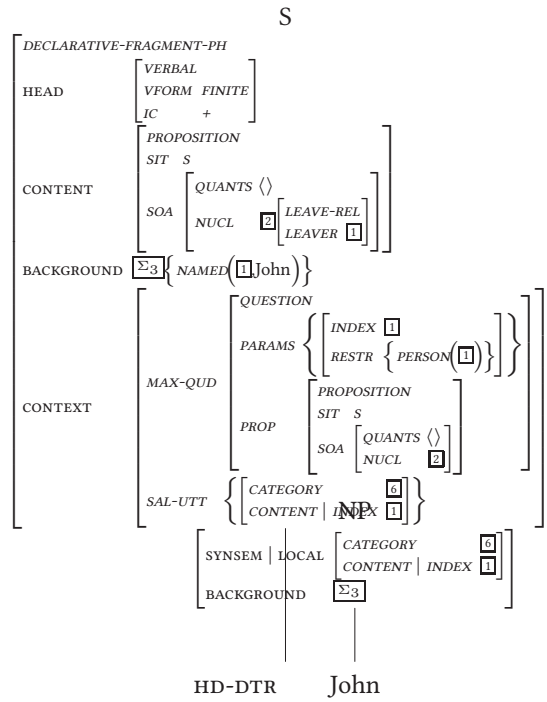 S
DECLARATIVE-FRAGMENT-PH
HEAD
VERBAL
VFORM FINITE
IC +
CONTENT
PROPOSITION
SIT S
SOA
QUANTS ⟨⟩
NUCL 2
LEAVE-REL
LEAVER 1
BACKGROUND Σ3 { NAMED(1,John) }
CONTEXT
MAX-QUD
QUESTION
PARAMS
INDEX 1
RESTR { PERSON(1) }
PROP
PROPOSITION
SIT S
SOA
QUANTS ⟨⟩
NUCL 2
SAL-UTT
CATEGORY 6
CONTENT | INDEX 1
NP
SYNSEM | LOCAL
CATEGORY 6
CONTENT | INDEX 1
BACKGROUND Σ3
HD-DTR John